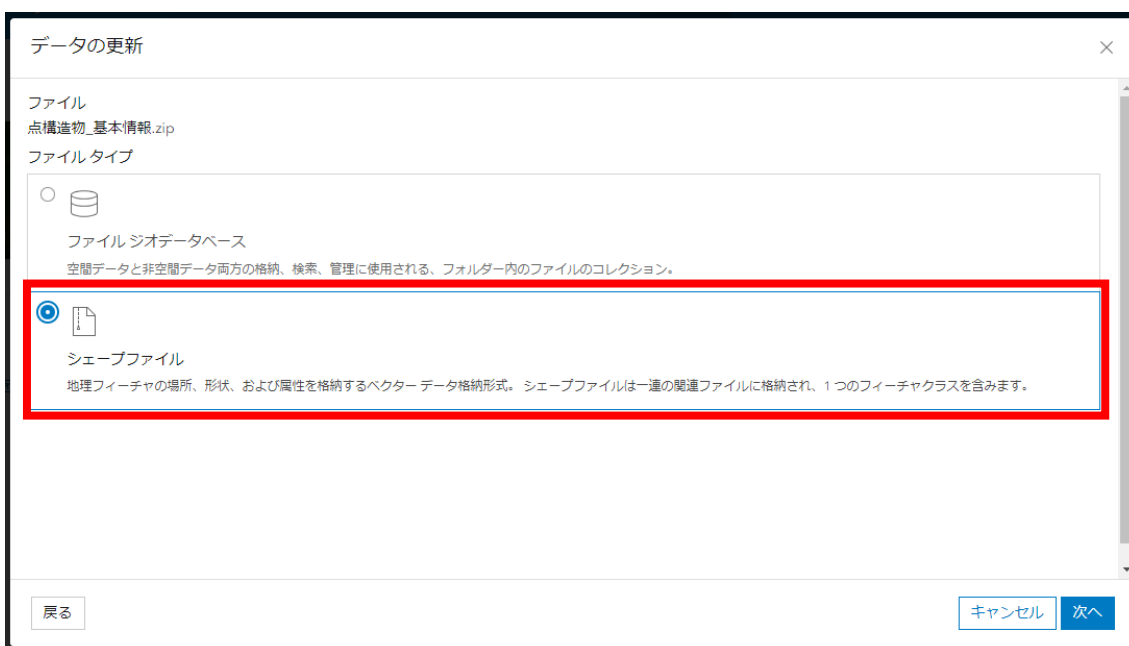 データの更新
ファイル
点構造物_基本情報.zip
ファイル タイプ
ファイル ジオデータベース
空間データと非空間データ両方の格納、検索、管理に使用される、フォルダー内のファイルのコレクション。
シェープファイル
地理フィーチャの場所、形状、および属性を格納するベクター データ格納形式。 シェープファイルは一連の関連ファイルに格納され、1 つのフィーチャクラスを含みます。
戻る
キャンセル
次へ